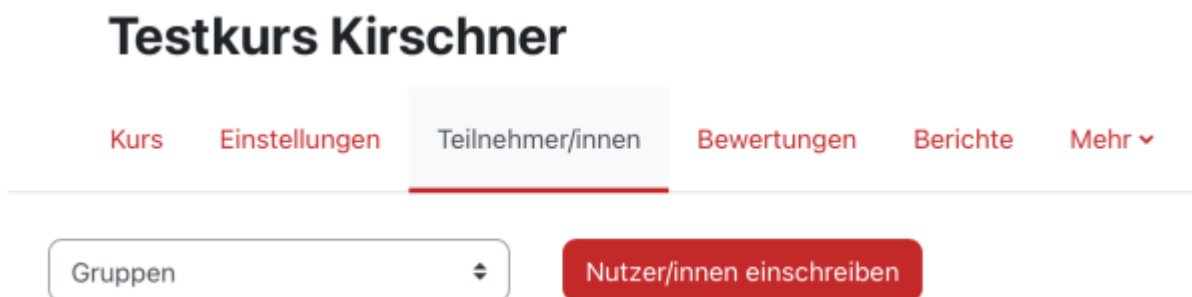 Testkurs Kirschner
Kurs Einstellungen Teilnehmer/innen Bewertungen Berichte Mehr
Gruppen Nutzer/innen einschreiben